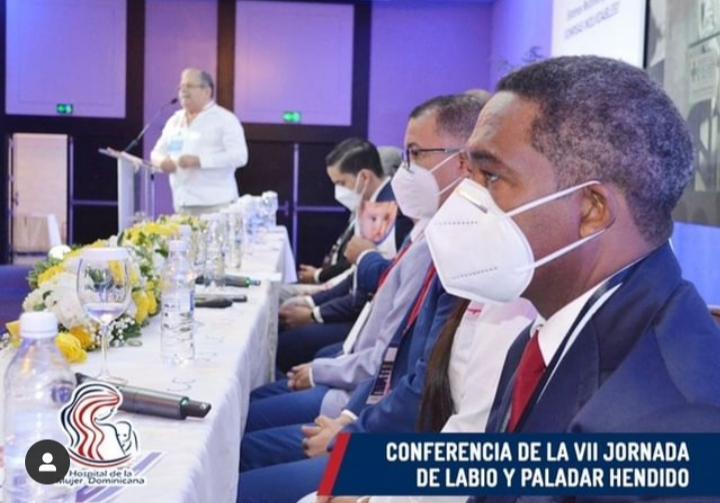 CONFERENCIA DE LA VII JORNADA
DE LABIO Y PALADAR HENDIDO
Hospital de la
Mujer Dominicana